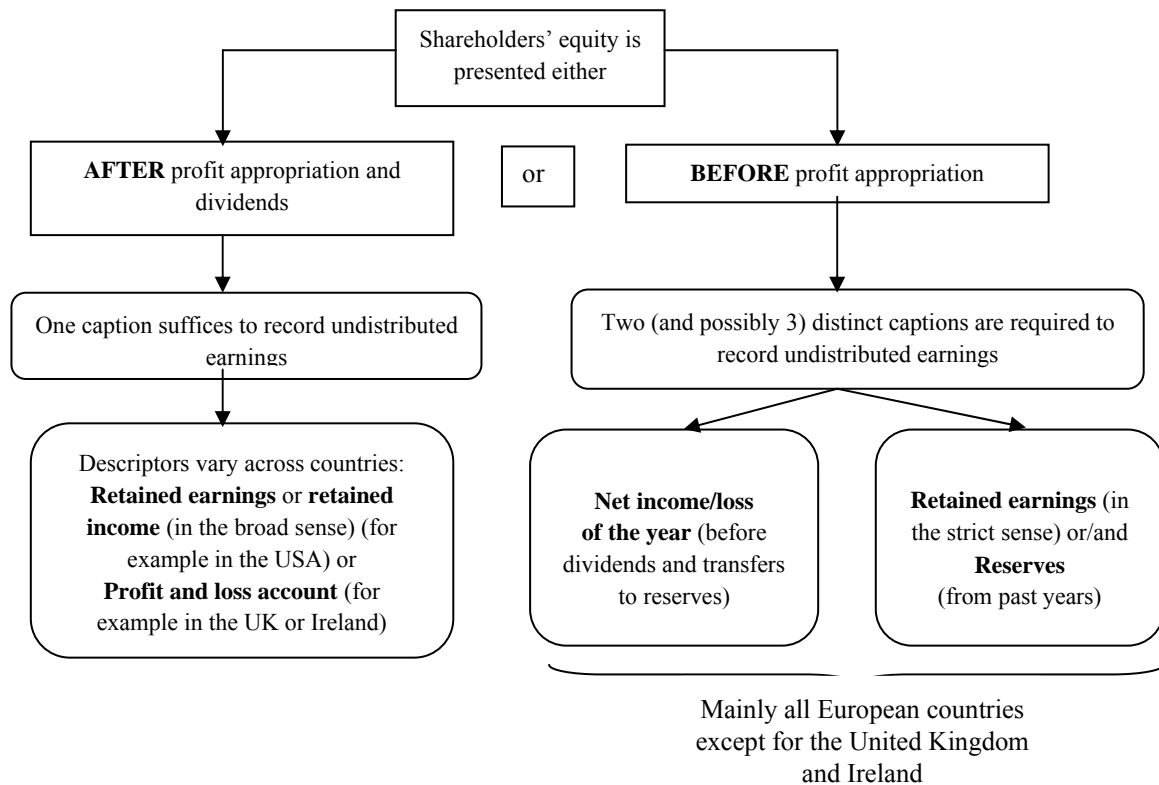 Shareholders’ equity is
presented either
AFTER profit appropriation and
dividends
or
BEFORE profit appropriation
One caption suffices to record undistributed
earnings
Two (and possibly 3) distinct captions are required to
record undistributed earnings
Descriptors vary across countries:
Retained earnings or retained
income (in the broad sense) (for
example in the USA) or
Profit and loss account (for
example in the UK or Ireland)
Net income/loss
of the year (before
dividends and transfers
to reserves)
Retained earnings (in
the strict sense) or/and
Reserves
(from past years)
Mainly all European countries
except for the United Kingdom
and Ireland